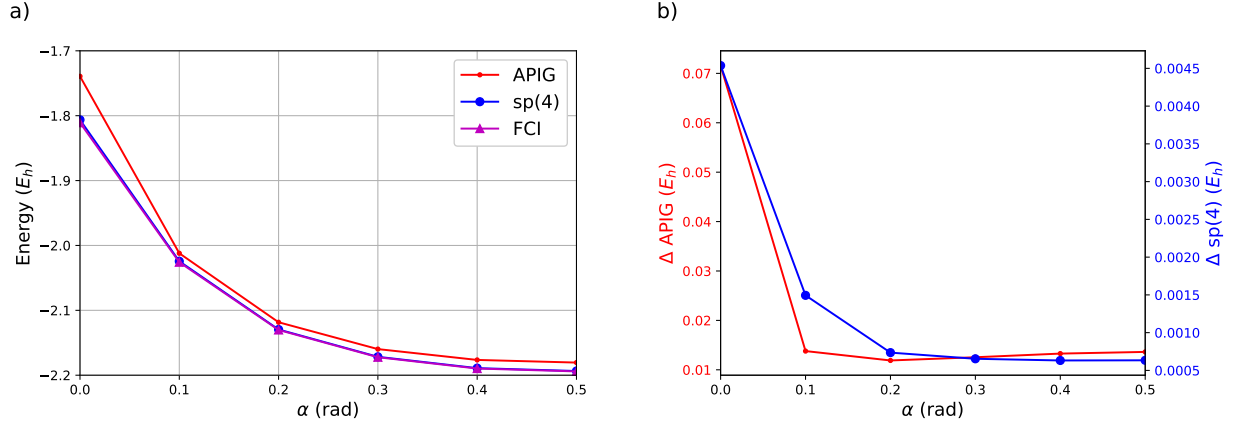 a)
−1.7
−1.8
−1.9
−2.0
−2.1
−2.2
Energy (E_h)
0.0 0.1 0.2 0.3 0.4 0.5
α (rad)
APIG
sp(4)
FCI
b)
0.07
0.06
0.05
0.04
0.03
0.02
0.01
Δ APIG (E_h)
0.0 0.1 0.2 0.3 0.4 0.5
α (rad)
0.0045
0.0040
0.0035
0.0030
0.0025
0.0020
0.0015
0.0010
0.0005
Δ sp(4) (E_h)